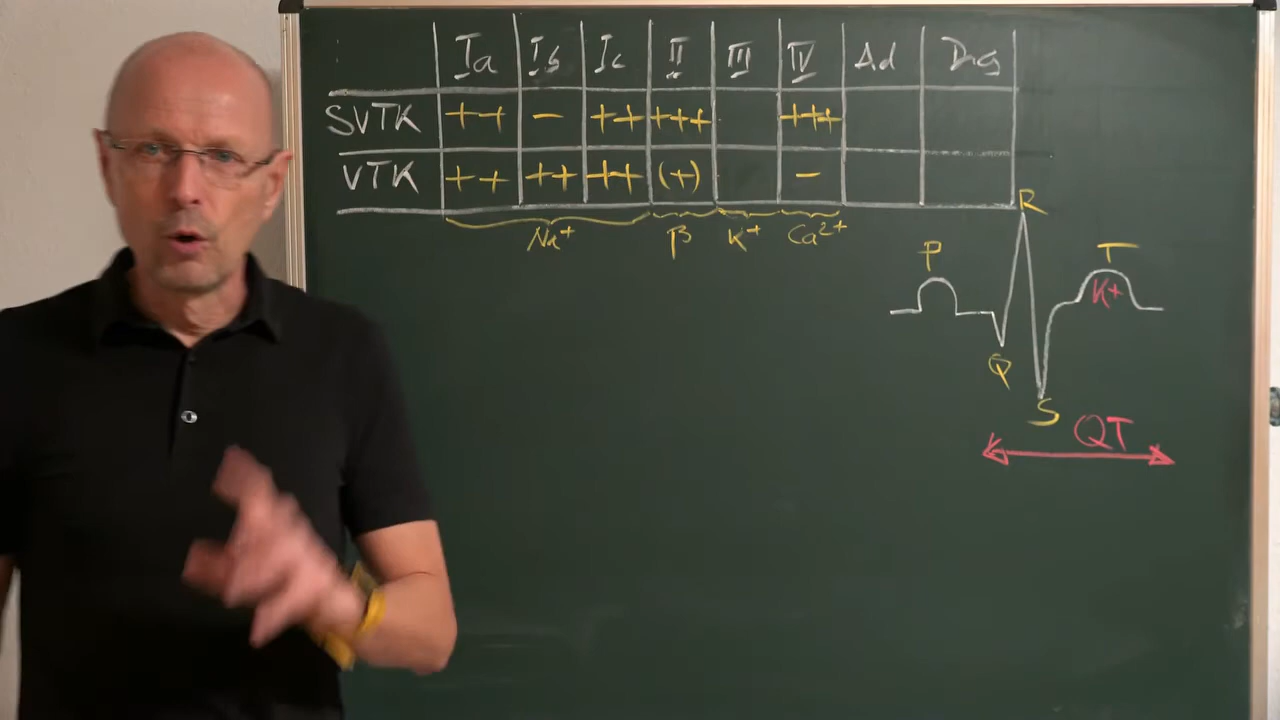 Ia Ib Ic II III IV Ad Dig
SVTK ++ - ++ +++ +++
VTK ++ ++ ++ (+) -
Na+ β K+ Ca2+
R
P T
K+
Q
S
QT